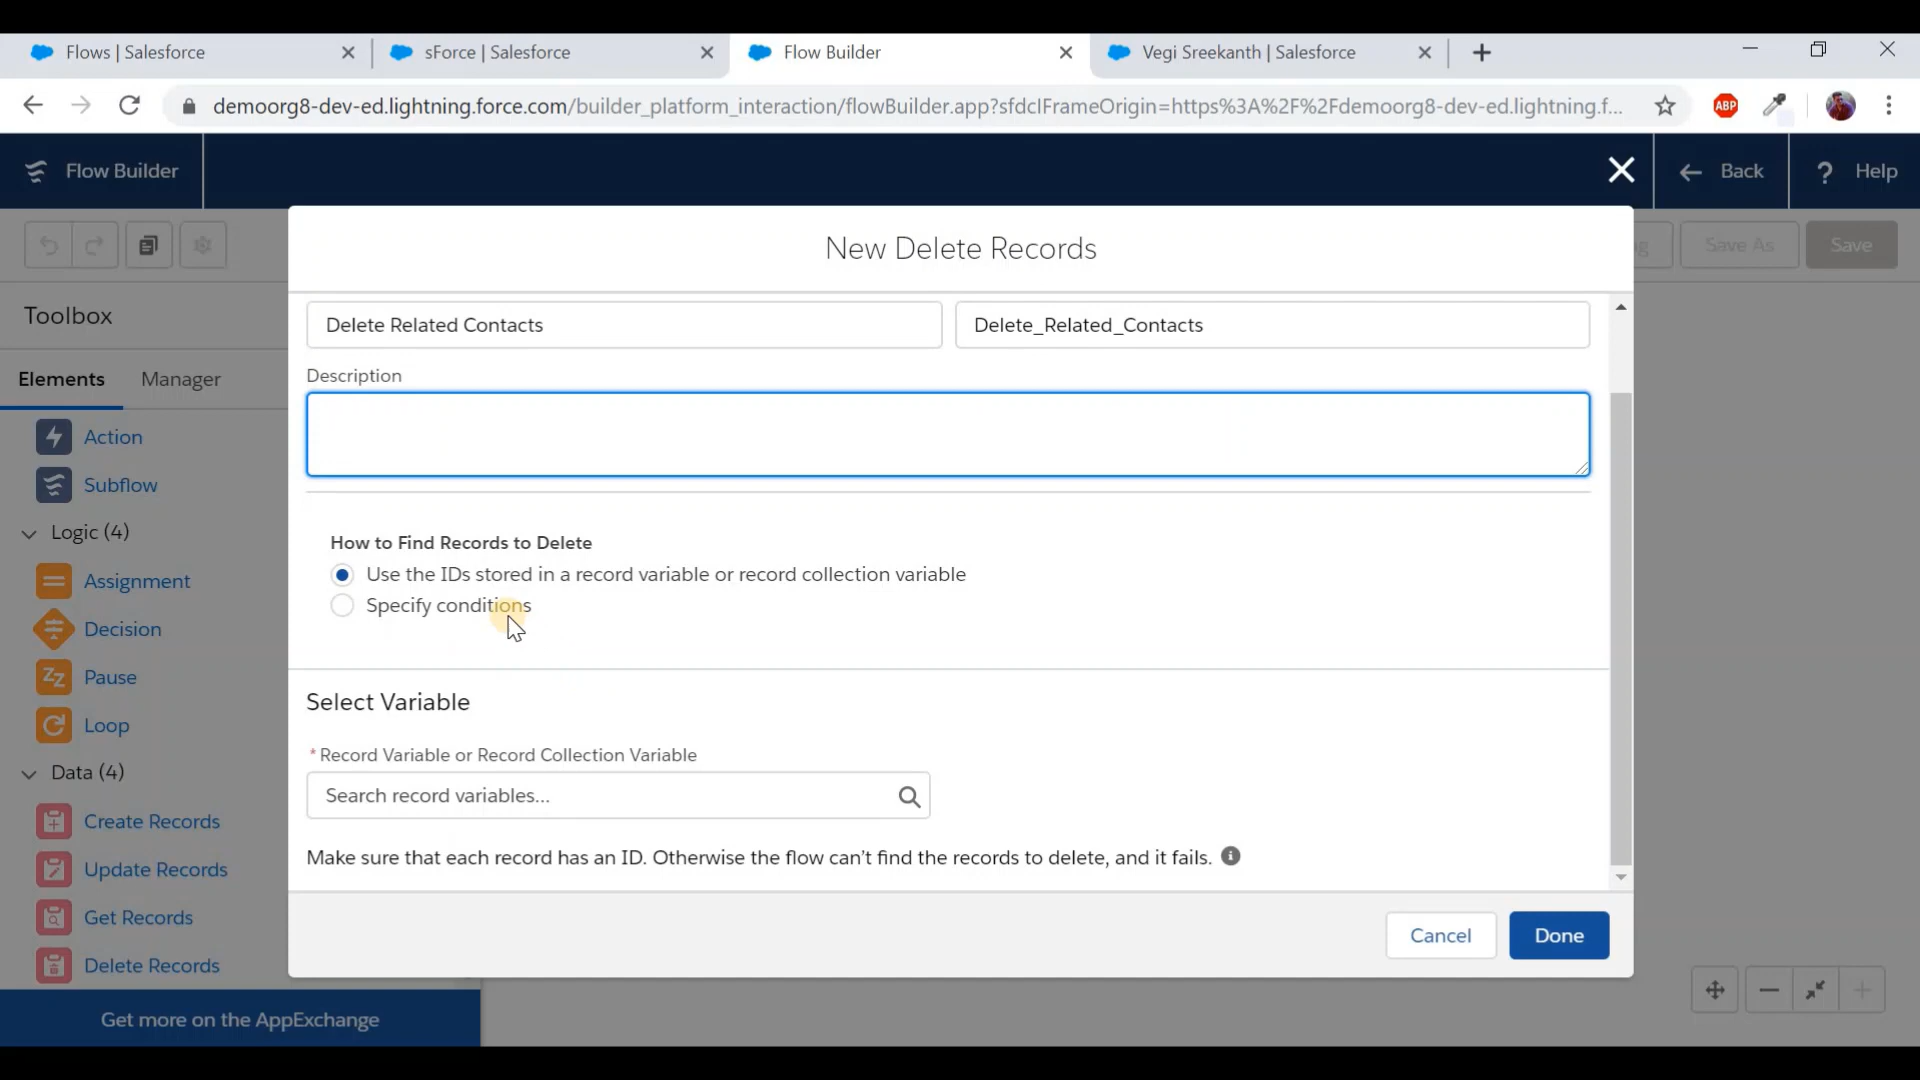 Flows | Salesforce
sForce | Salesforce
Flow Builder
Vegi Sreekanth | Salesforce
demoorg8-dev-ed.lightning.force.com/builder_platform_interaction/flowBuilder.app?sfdcIFrameOrigin=https%3A%2F%2Fdemoorg8-dev-ed.lightning.f...
ABP
Flow Builder
Back
? Help
New Delete Records
Save As
Save
Toolbox
Elements
Manager
Delete Related Contacts
Delete_Related_Contacts
Description
Action
Subflow
Logic (4)
Assignment
Decision
Pause
Loop
Data (4)
Create Records
Update Records
Get Records
Delete Records
Get more on the AppExchange
How to Find Records to Delete
Use the IDs stored in a record variable or record collection variable
Specify conditions
Select Variable
* Record Variable or Record Collection Variable
Search record variables...
Make sure that each record has an ID. Otherwise the flow can't find the records to delete, and it fails.
Cancel
Done